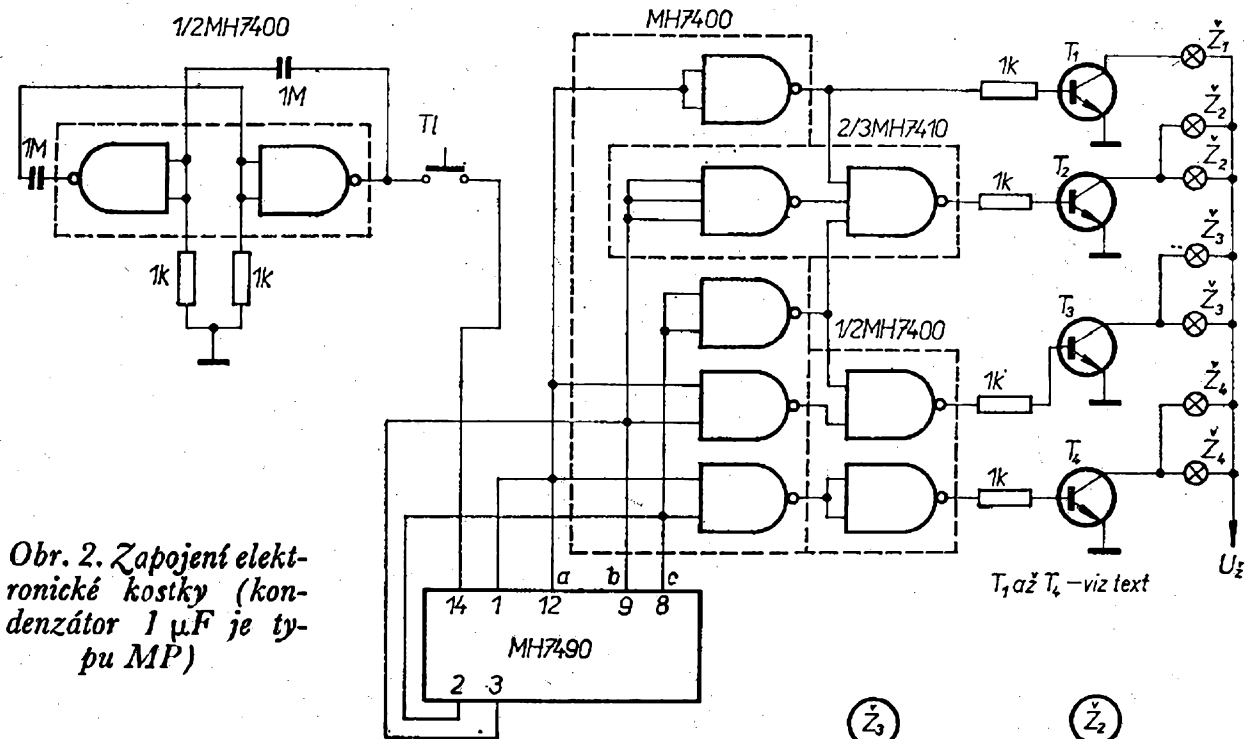 1/2MH7400
1M
1M
1k
1k
Tl
MH7400
2/3MH7410
1/2MH7400
1k
1k
1k
1k
T1
T2
T3
T4
Ž1
Ž2
Ž2
Ž3
Ž3
Ž4
Ž4
Už
T1 až T4 – viz text
a b c
14 1 12 9 8
MH7490
2 3
Obr. 2. Zapojení elekt-
ronické kostky (kon-
denzátor 1 μF je ty-
pu MP)
Ž3
Ž2